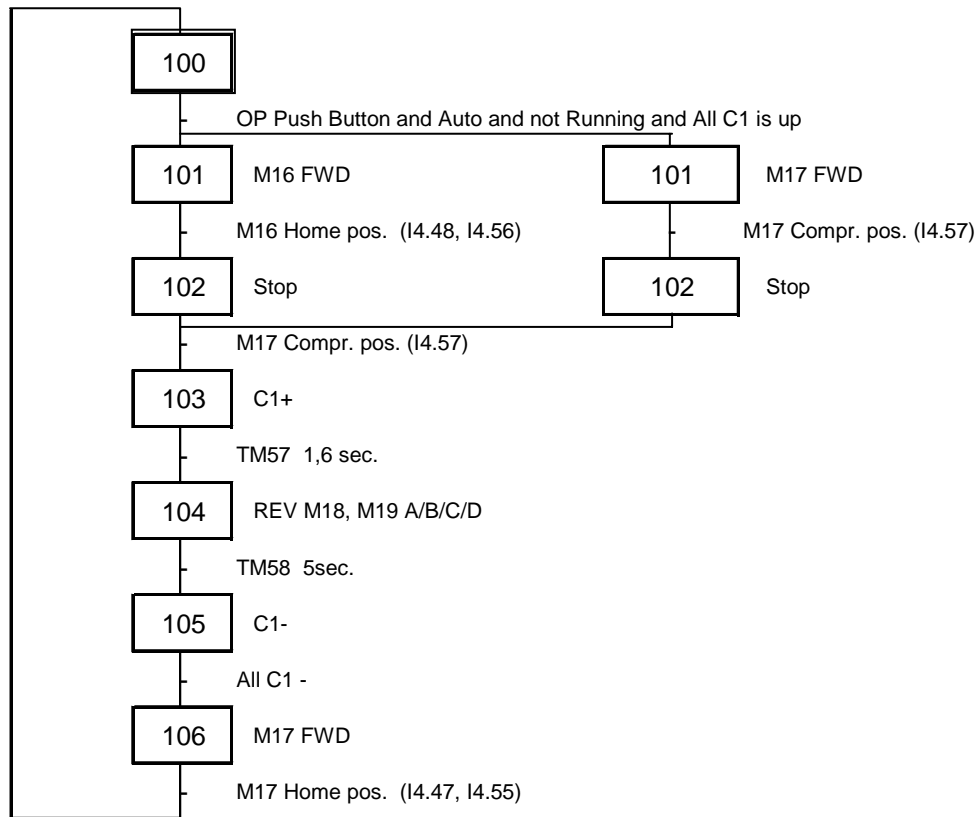 100
OP Push Button and Auto and not Running and All C1 is up
101 M16 FWD 101 M17 FWD
M16 Home pos. (I4.48, I4.56) M17 Compr. pos. (I4.57)
102 Stop 102 Stop
M17 Compr. pos. (I4.57)
103 C1+
TM57 1,6 sec.
104 REV M18, M19 A/B/C/D
TM58 5sec.
105 C1-
All C1 -
106 M17 FWD
M17 Home pos. (I4.47, I4.55)